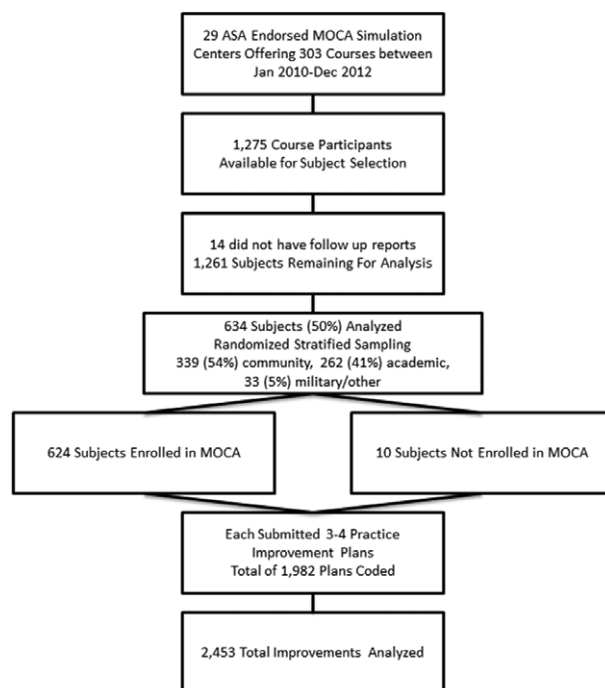 29 ASA Endorsed MOCA Simulation
Centers Offering 303 Courses between
Jan 2010-Dec 2012
1,275 Course Participants
Available for Subject Selection
14 did not have follow up reports
1,261 Subjects Remaining For Analysis
634 Subjects (50%) Analyzed
Randomized Stratified Sampling
339 (54%) community, 262 (41%) academic,
33 (5%) military/other
624 Subjects Enrolled in MOCA
10 Subjects Not Enrolled in MOCA
Each Submitted 3-4 Practice
Improvement Plans
Total of 1,982 Plans Coded
2,453 Total Improvements Analyzed